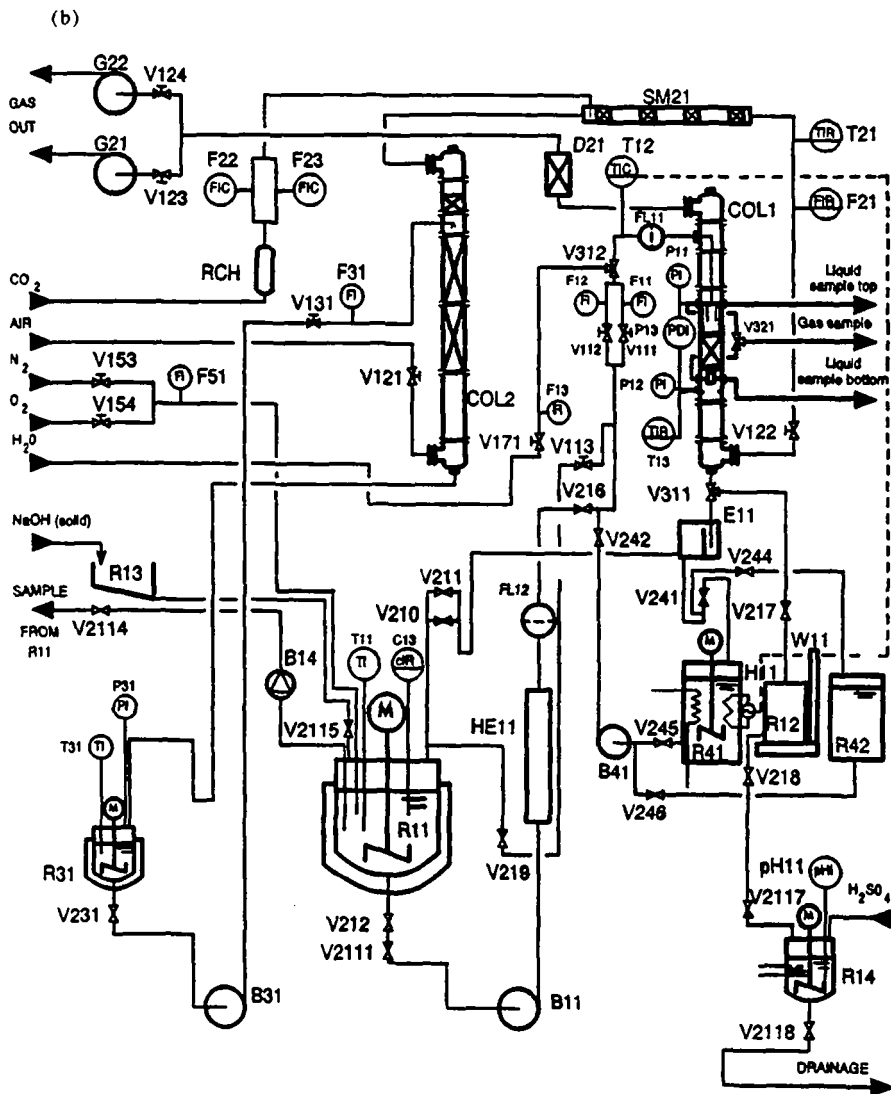 (b)
G22
V124
GAS
OUT
G21
V123
F22
F23
FIC
FIC
RCH
CO2
AIR
N2
V153
F51
FI
O2
V154
H2O
V131
F31
FI
V121
COL2
SM21
D21
T12
TIC
TIR
T21
FIR
F21
COL1
FL11
P11
PI
V312
F12
F11
FI
FI
P13
PDI
V112
V111
P12
PI
TIR
T13
F13
FI
V171
V113
V216
V242
Liquid
sample top
V321
Gas sample
Liquid
sample bottom
V122
V311
E11
V244
V241
V217
W11
M
H11
R41
R12
R42
V245
B41
V246
V218
NaOH (solid)
R13
SAMPLE
FROM
R11
V2114
B14
V211
V210
T11
TI
C13
V2115
M
R11
FL12
HE11
V219
P31
PI
T31
TI
M
R31
V231
B31
V212
V2111
B11
pH11
pHI
H2SO4
V2117
M
R14
V2118
DRAINAGE